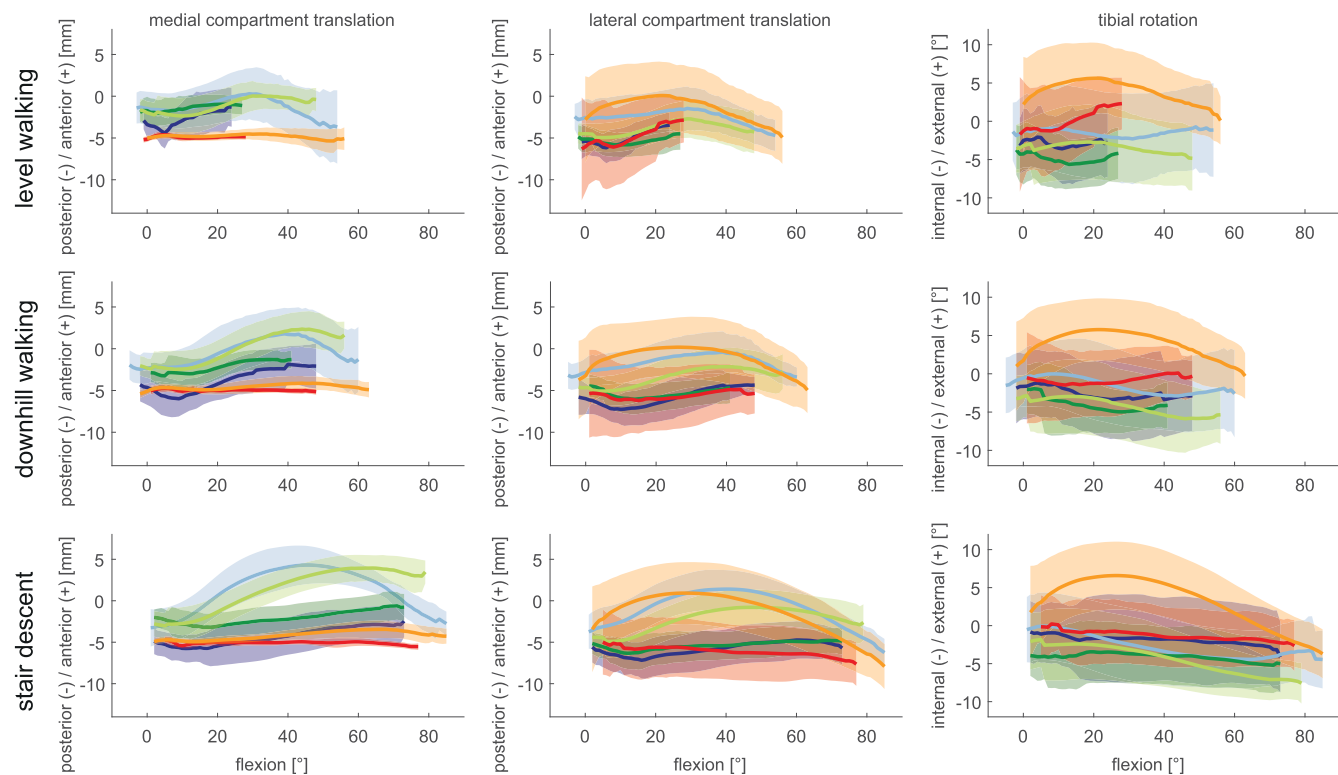 medial compartment translation
lateral compartment translation
tibial rotation
level walking
posterior (-) / anterior (+) [mm]
5
0
-5
-10
0 20 40 60 80
posterior (-) / anterior (+) [mm]
5
0
-5
-10
0 20 40 60 80
internal (-) / external (+) [°]
10
5
0
-5
-10
0 20 40 60 80
downhill walking
posterior (-) / anterior (+) [mm]
5
0
-5
-10
0 20 40 60 80
posterior (-) / anterior (+) [mm]
5
0
-5
-10
0 20 40 60 80
internal (-) / external (+) [°]
10
5
0
-5
-10
0 20 40 60 80
stair descent
posterior (-) / anterior (+) [mm]
5
0
-5
-10
0 20 40 60 80
flexion [°]
posterior (-) / anterior (+) [mm]
5
0
-5
-10
0 20 40 60 80
flexion [°]
internal (-) / external (+) [°]
10
5
0
-5
-10
0 20 40 60 80
flexion [°]